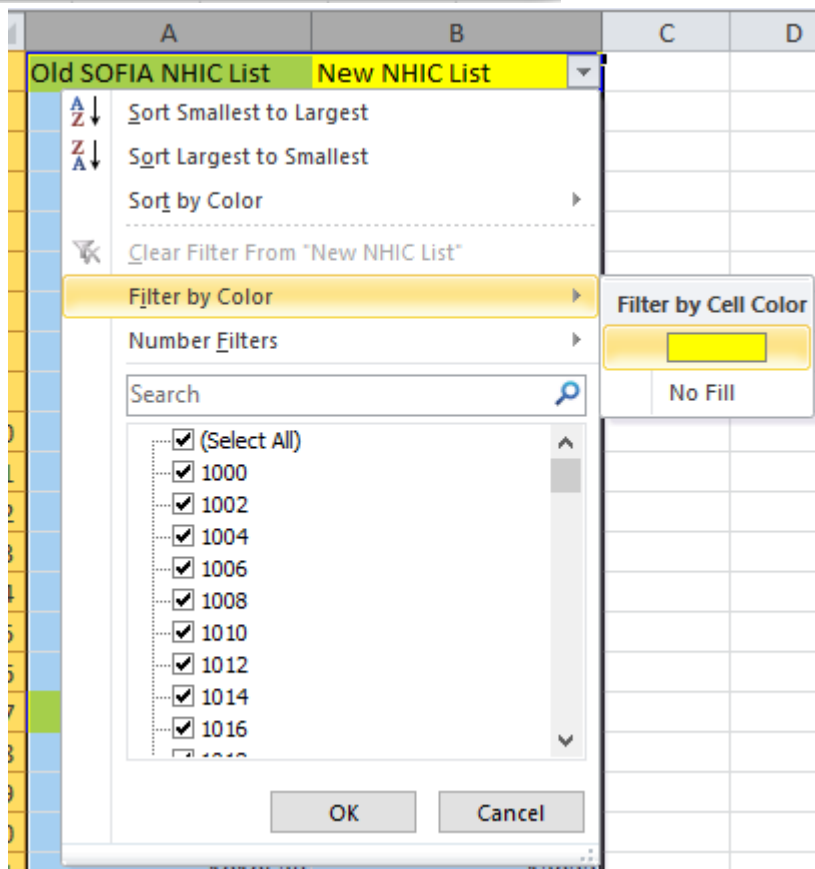 A B C D
Old SOFIA NHIC List New NHIC List
Sort Smallest to Largest
Sort Largest to Smallest
Sort by Color
Clear Filter From "New NHIC List"
Filter by Color
Filter by Cell Color
Number Filters
No Fill
Search
(Select All)
1000
1002
1004
1006
1008
1010
1012
1014
1016
OK Cancel